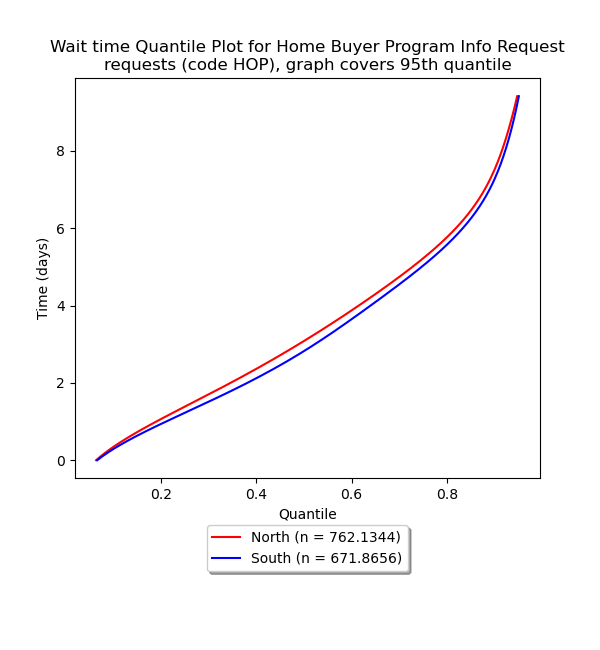 Wait time Quantile Plot for Home Buyer Program Info Request
requests (code HOP), graph covers 95th quantile
8
6
4
2
0
Time (days)
0.2 0.4 0.6 0.8
Quantile
North (n = 762.1344)
South (n = 671.8656)